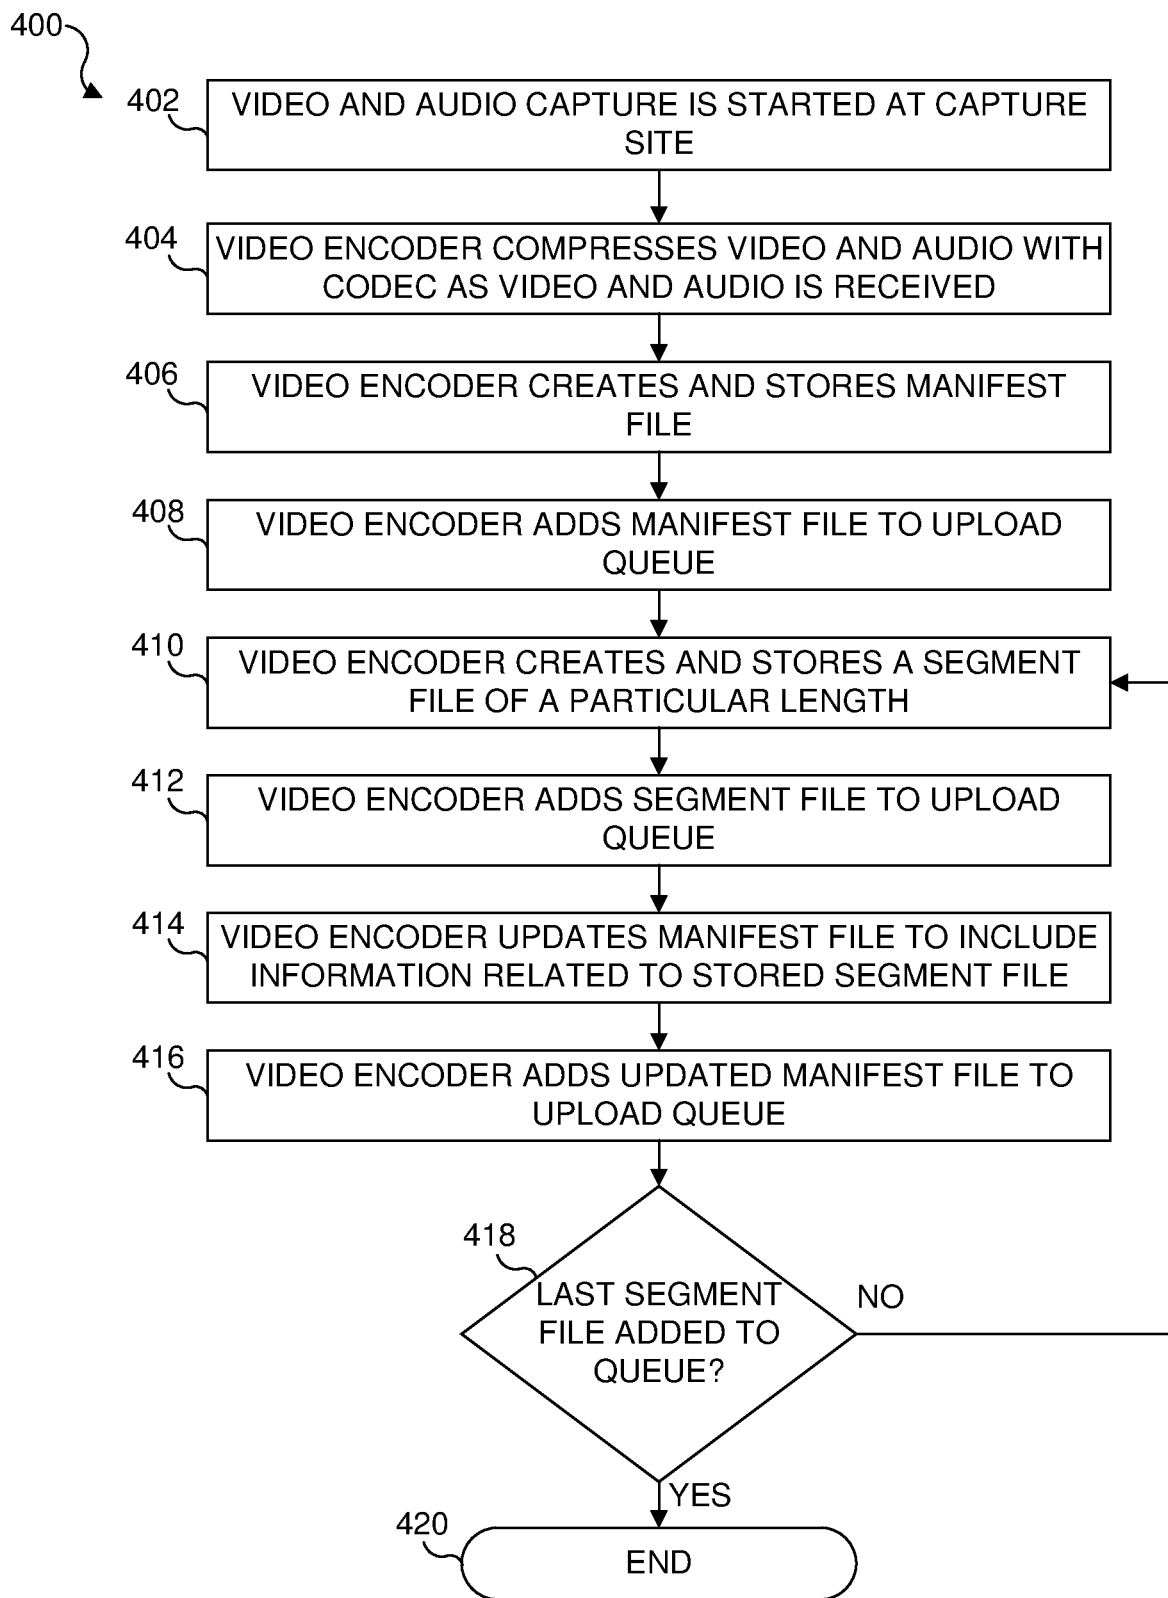 400
402
VIDEO AND AUDIO CAPTURE IS STARTED AT CAPTURE
SITE
404
VIDEO ENCODER COMPRESSES VIDEO AND AUDIO WITH
CODEC AS VIDEO AND AUDIO IS RECEIVED
406
VIDEO ENCODER CREATES AND STORES MANIFEST
FILE
408
VIDEO ENCODER ADDS MANIFEST FILE TO UPLOAD
QUEUE
410
VIDEO ENCODER CREATES AND STORES A SEGMENT
FILE OF A PARTICULAR LENGTH
412
VIDEO ENCODER ADDS SEGMENT FILE TO UPLOAD
QUEUE
414
VIDEO ENCODER UPDATES MANIFEST FILE TO INCLUDE
INFORMATION RELATED TO STORED SEGMENT FILE
416
VIDEO ENCODER ADDS UPDATED MANIFEST FILE TO
UPLOAD QUEUE
418
LAST SEGMENT
FILE ADDED TO
QUEUE?
NO
YES
420
END